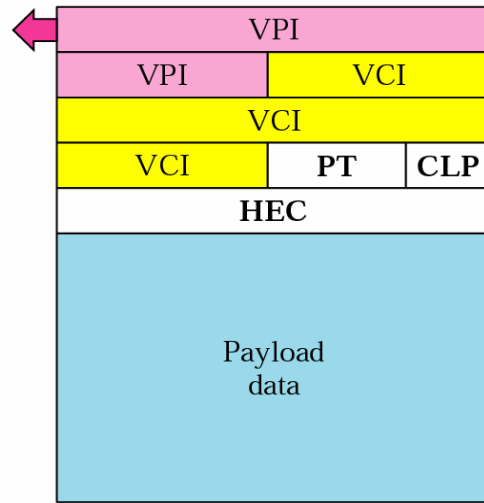 VPI
VPI VCI
VCI
VCI PT CLP
HEC
Payload
data